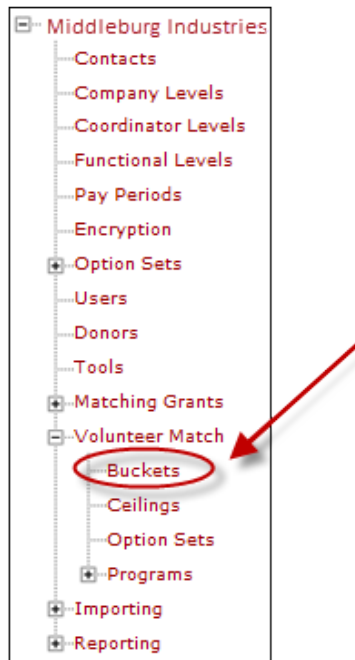 Middleburg Industries
Contacts
Company Levels
Coordinator Levels
Functional Levels
Pay Periods
Encryption
Option Sets
Users
Donors
Tools
Matching Grants
Volunteer Match
Buckets
Ceilings
Option Sets
Programs
Importing
Reporting